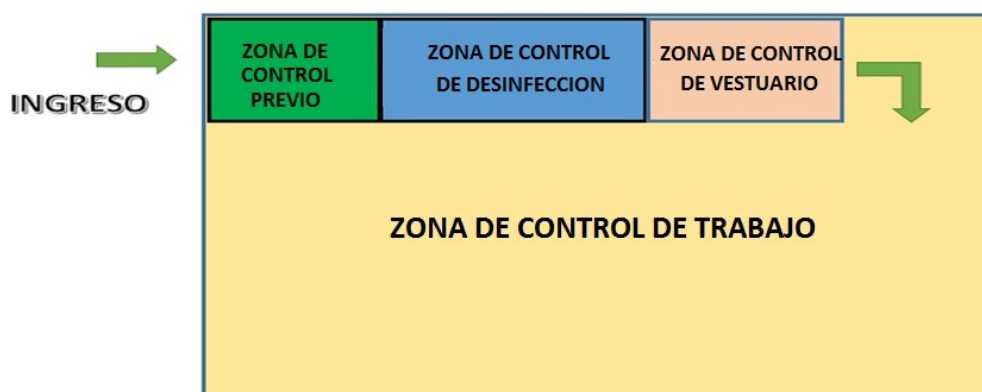 INGRESO
ZONA DE
CONTROL
PREVIO
ZONA DE CONTROL
DE DESINFECCION
ZONA DE CONTROL
DE VESTUARIO
ZONA DE CONTROL DE TRABAJO